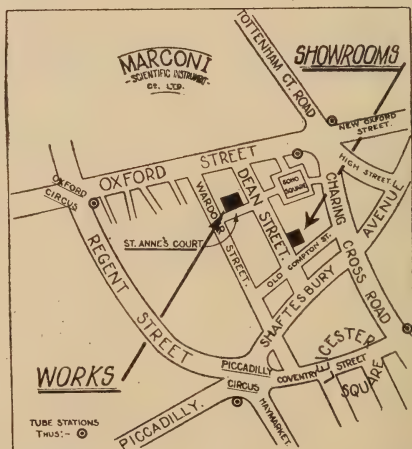 MARCONI
-SCIENTIFIC INSTRUMENT-
CO. LTD.
SHOWROOMS
TOTTENHAM CT. ROAD
NEW OXFORD
STREET.
HIGH STREET.
OXFORD STREET
OXFORD
CIRCUS
WARDOUR STREET.
DEAN STREET.
SOHO
SQUARE
CHARING CROSS ROAD
ST. ANNE'S COURT
OLD COMPTON ST.
SHAFTESBURY AVENUE
REGENT STREET
WORKS
PICCADILLY
CIRCUS
COVENTRY STREET
LEICESTER
SQUARE
PICCADILLY.
HAYMARKET.
TUBE STATIONS
THUS:-